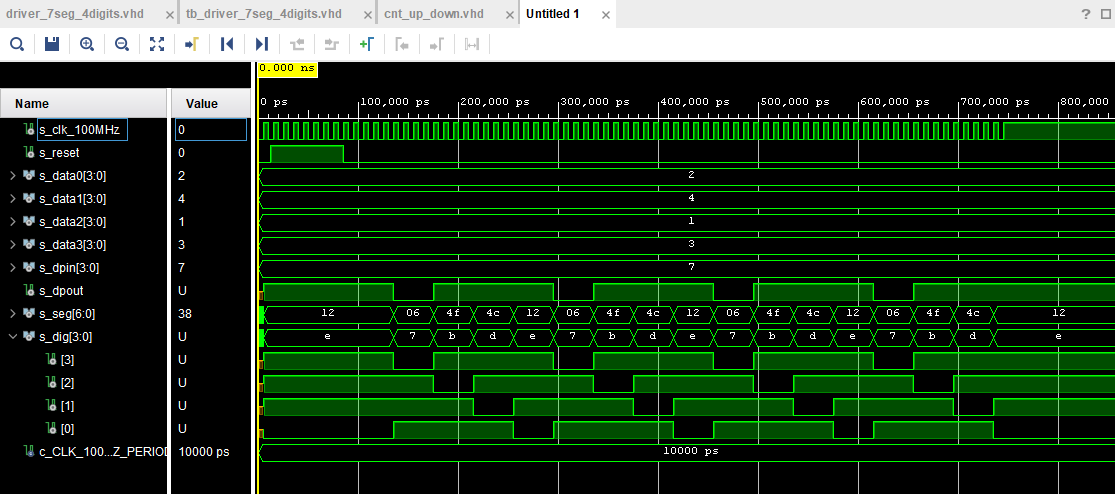 driver_7seg_4digits.vhd × tb_driver_7seg_4digits.vhd × cnt_up_down.vhd × Untitled 1 × ?
0.000 ns
Name Value 0 ps 100,000 ps 200,000 ps 300,000 ps 400,000 ps 500,000 ps 600,000 ps 700,000 ps 800,000
s_clk_100MHz 0
s_reset 0
s_data0[3:0] 2 2
s_data1[3:0] 4 4
s_data2[3:0] 1 1
s_data3[3:0] 3 3
s_dpin[3:0] 7 7
s_dpout U
s_seg[6:0] 38 12 06 4f 4c 12 06 4f 4c 12 06 4f 4c 12 06 4f 4c 12
s_dig[3:0] U e 7 b d e 7 b d e 7 b d e 7 b d e
[3] U
[2] U
[1] U
[0] U
c_CLK_100...Z_PERIOD 10000 ps 10000 ps